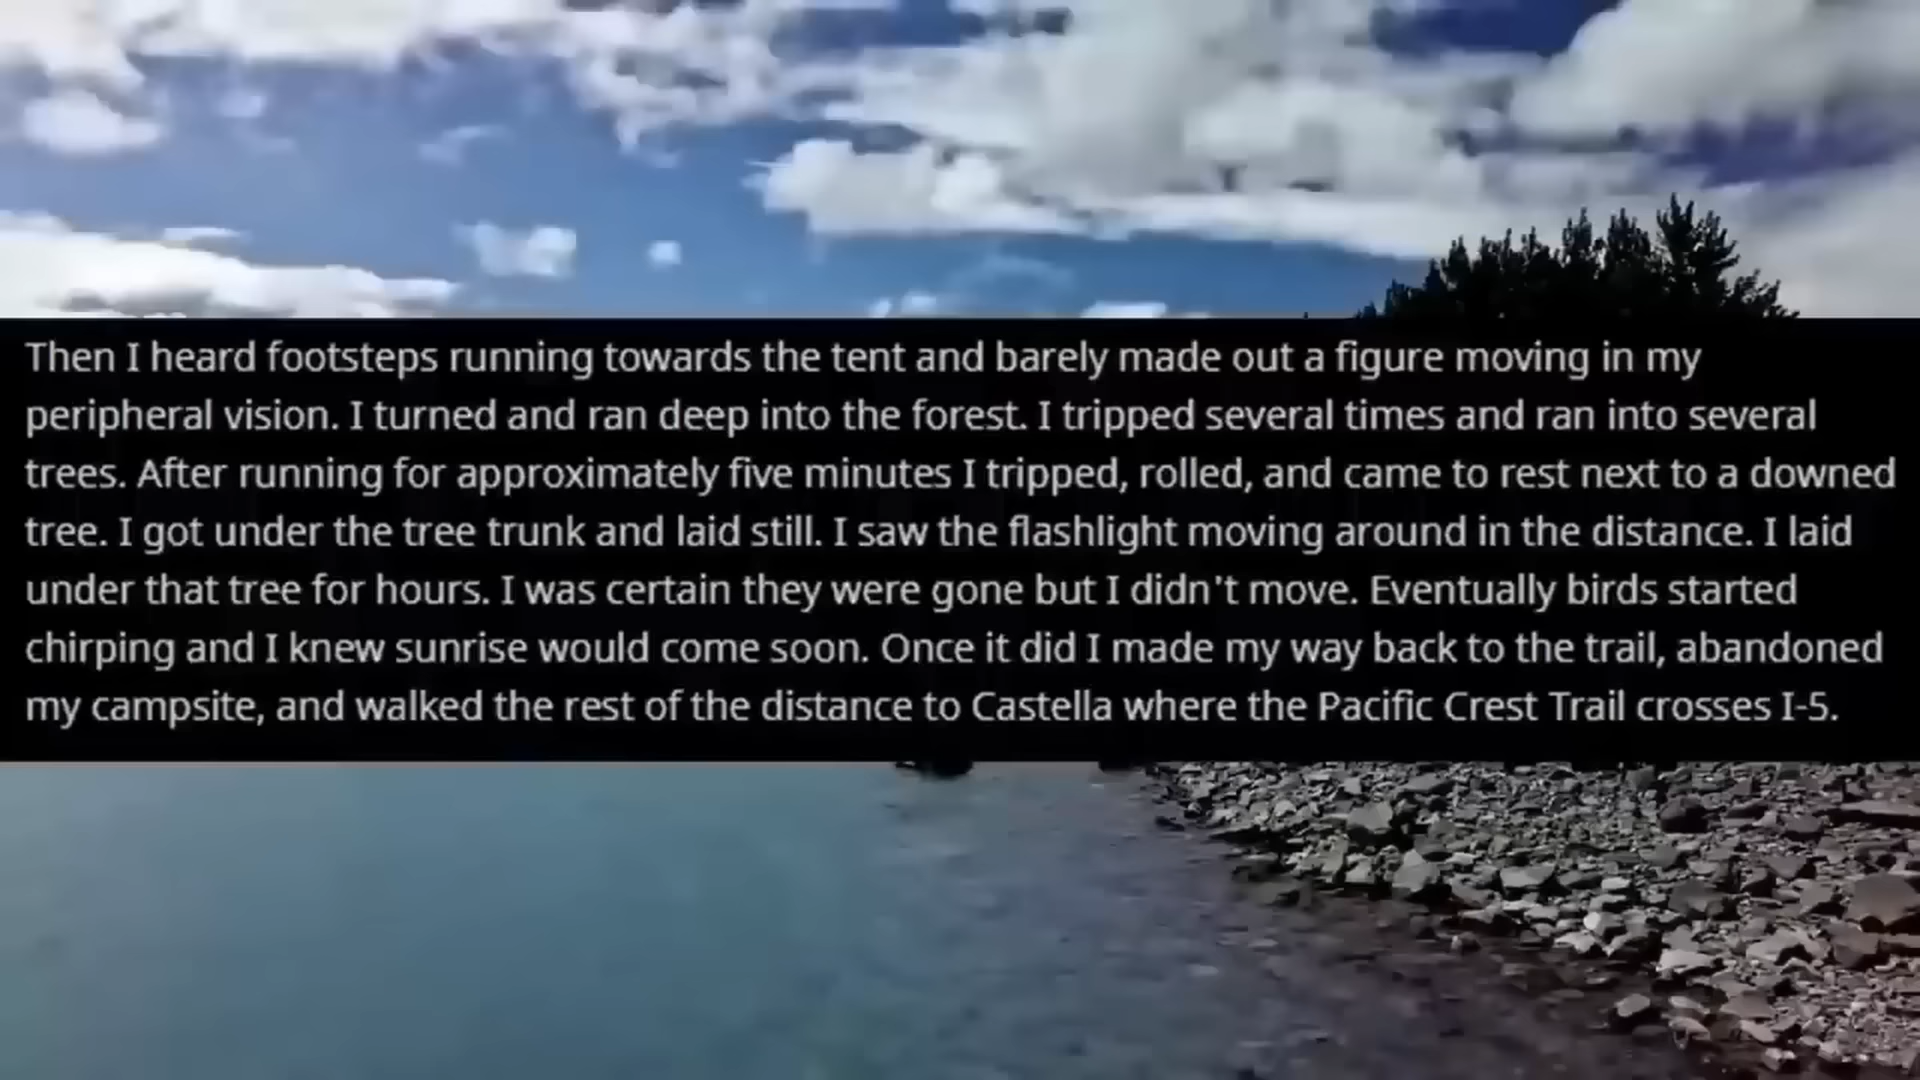 Then I heard footsteps running towards the tent and barely made out a figure moving in my
peripheral vision. I turned and ran deep into the forest. I tripped several times and ran into several
trees. After running for approximately five minutes I tripped, rolled, and came to rest next to a downed
tree. I got under the tree trunk and laid still. I saw the flashlight moving around in the distance. I laid
under that tree for hours. I was certain they were gone but I didn't move. Eventually birds started
chirping and I knew sunrise would come soon. Once it did I made my way back to the trail, abandoned
my campsite, and walked the rest of the distance to Castella where the Pacific Crest Trail crosses I-5.